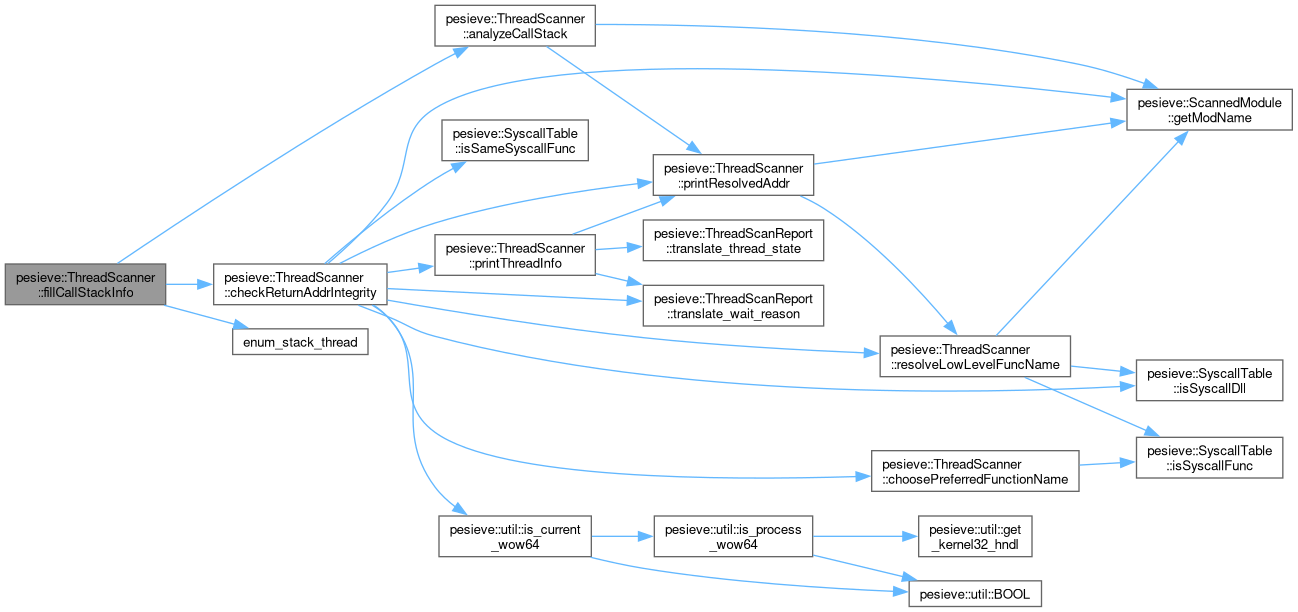 pesieve::ThreadScanner
::analyzeCallStack
pesieve::ScannedModule
::getModName
pesieve::SyscallTable
::isSameSyscallFunc
pesieve::ThreadScanner
::printResolvedAddr
pesieve::ThreadScanReport
::translate_thread_state
pesieve::ThreadScanner
::printThreadInfo
pesieve::ThreadScanner
::fillCallStackInfo
pesieve::ThreadScanner
::checkReturnAddrIntegrity
pesieve::ThreadScanReport
::translate_wait_reason
enum_stack_thread
pesieve::ThreadScanner
::resolveLowLevelFuncName
pesieve::SyscallTable
::isSyscallDll
pesieve::SyscallTable
::isSyscallFunc
pesieve::ThreadScanner
::choosePreferredFunctionName
pesieve::util::is_current
_wow64
pesieve::util::is_process
_wow64
pesieve::util::get
_kernel32_hndl
pesieve::util::BOOL